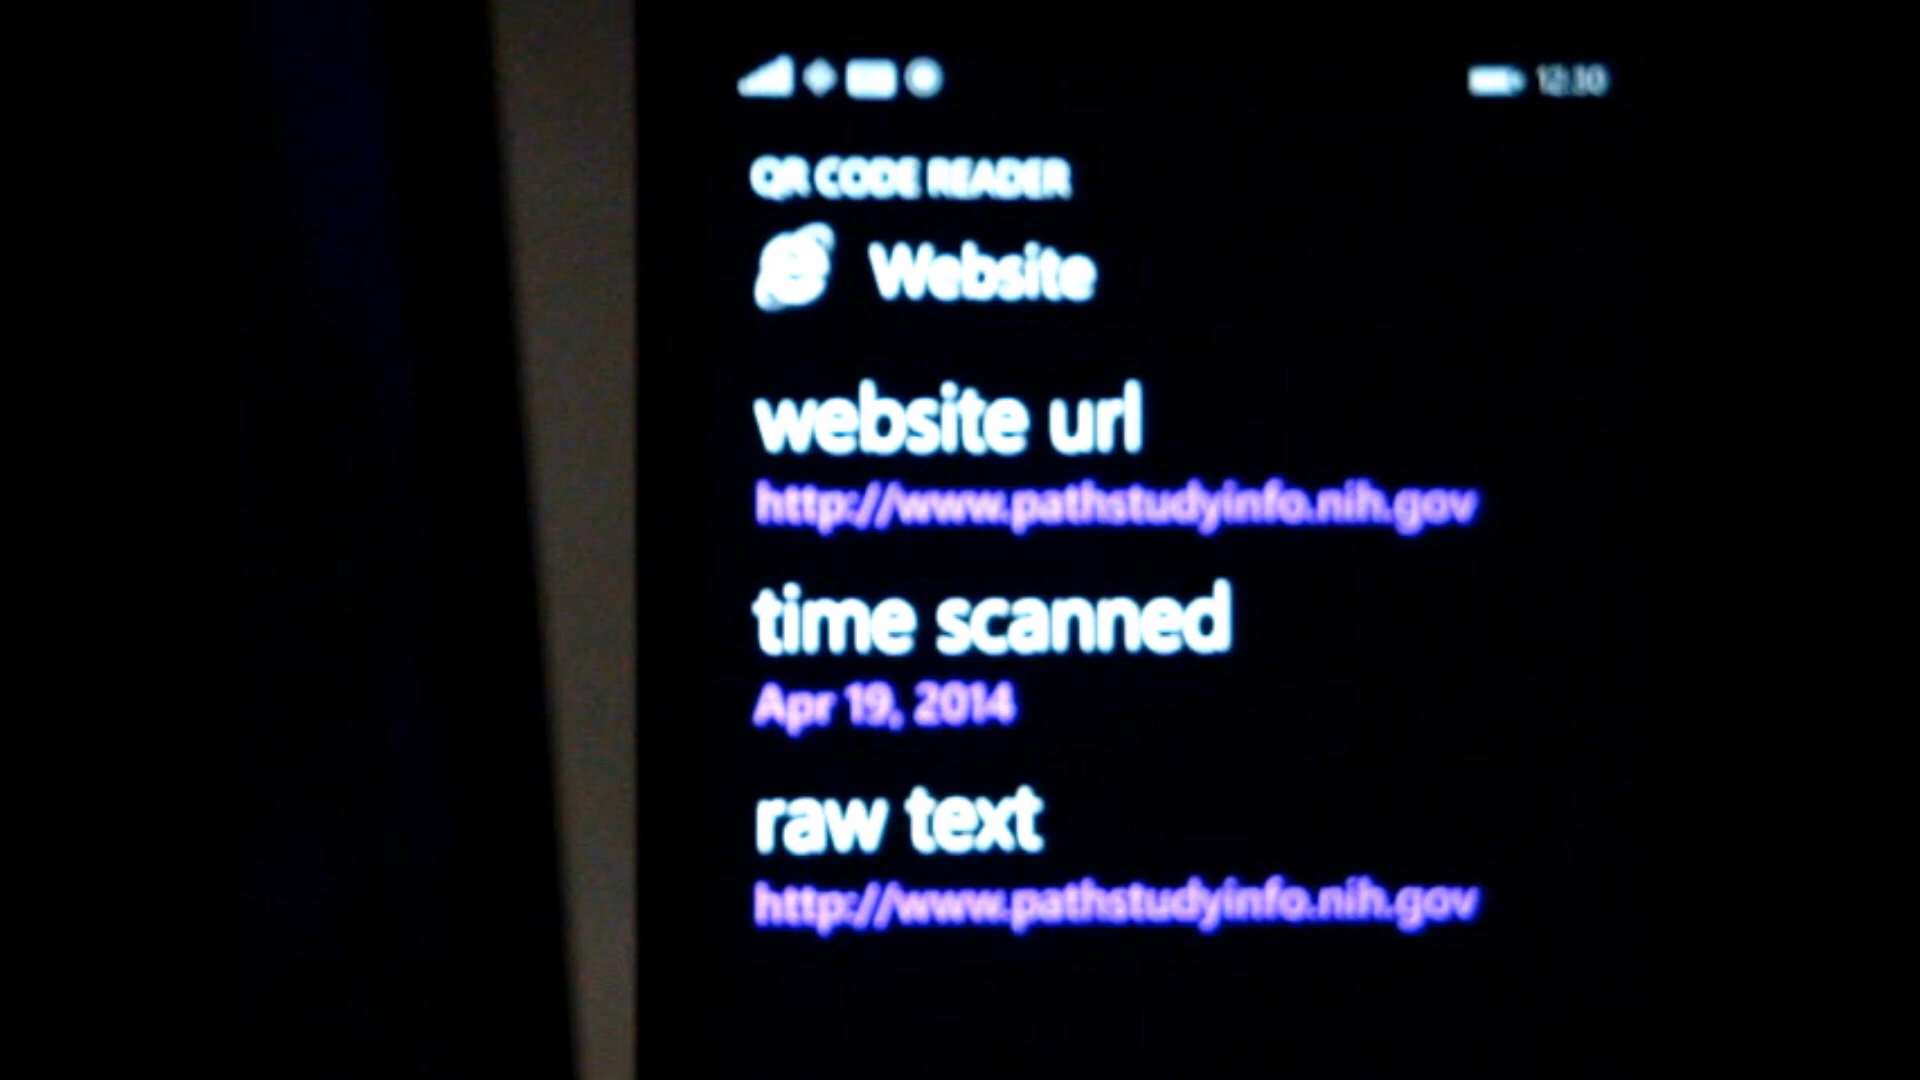 12:30
QR CODE READER
Website
website url
http://www.pathstudyinfo.nih.gov
time scanned
Apr 19, 2014
raw text
http://www.pathstudyinfo.nih.gov